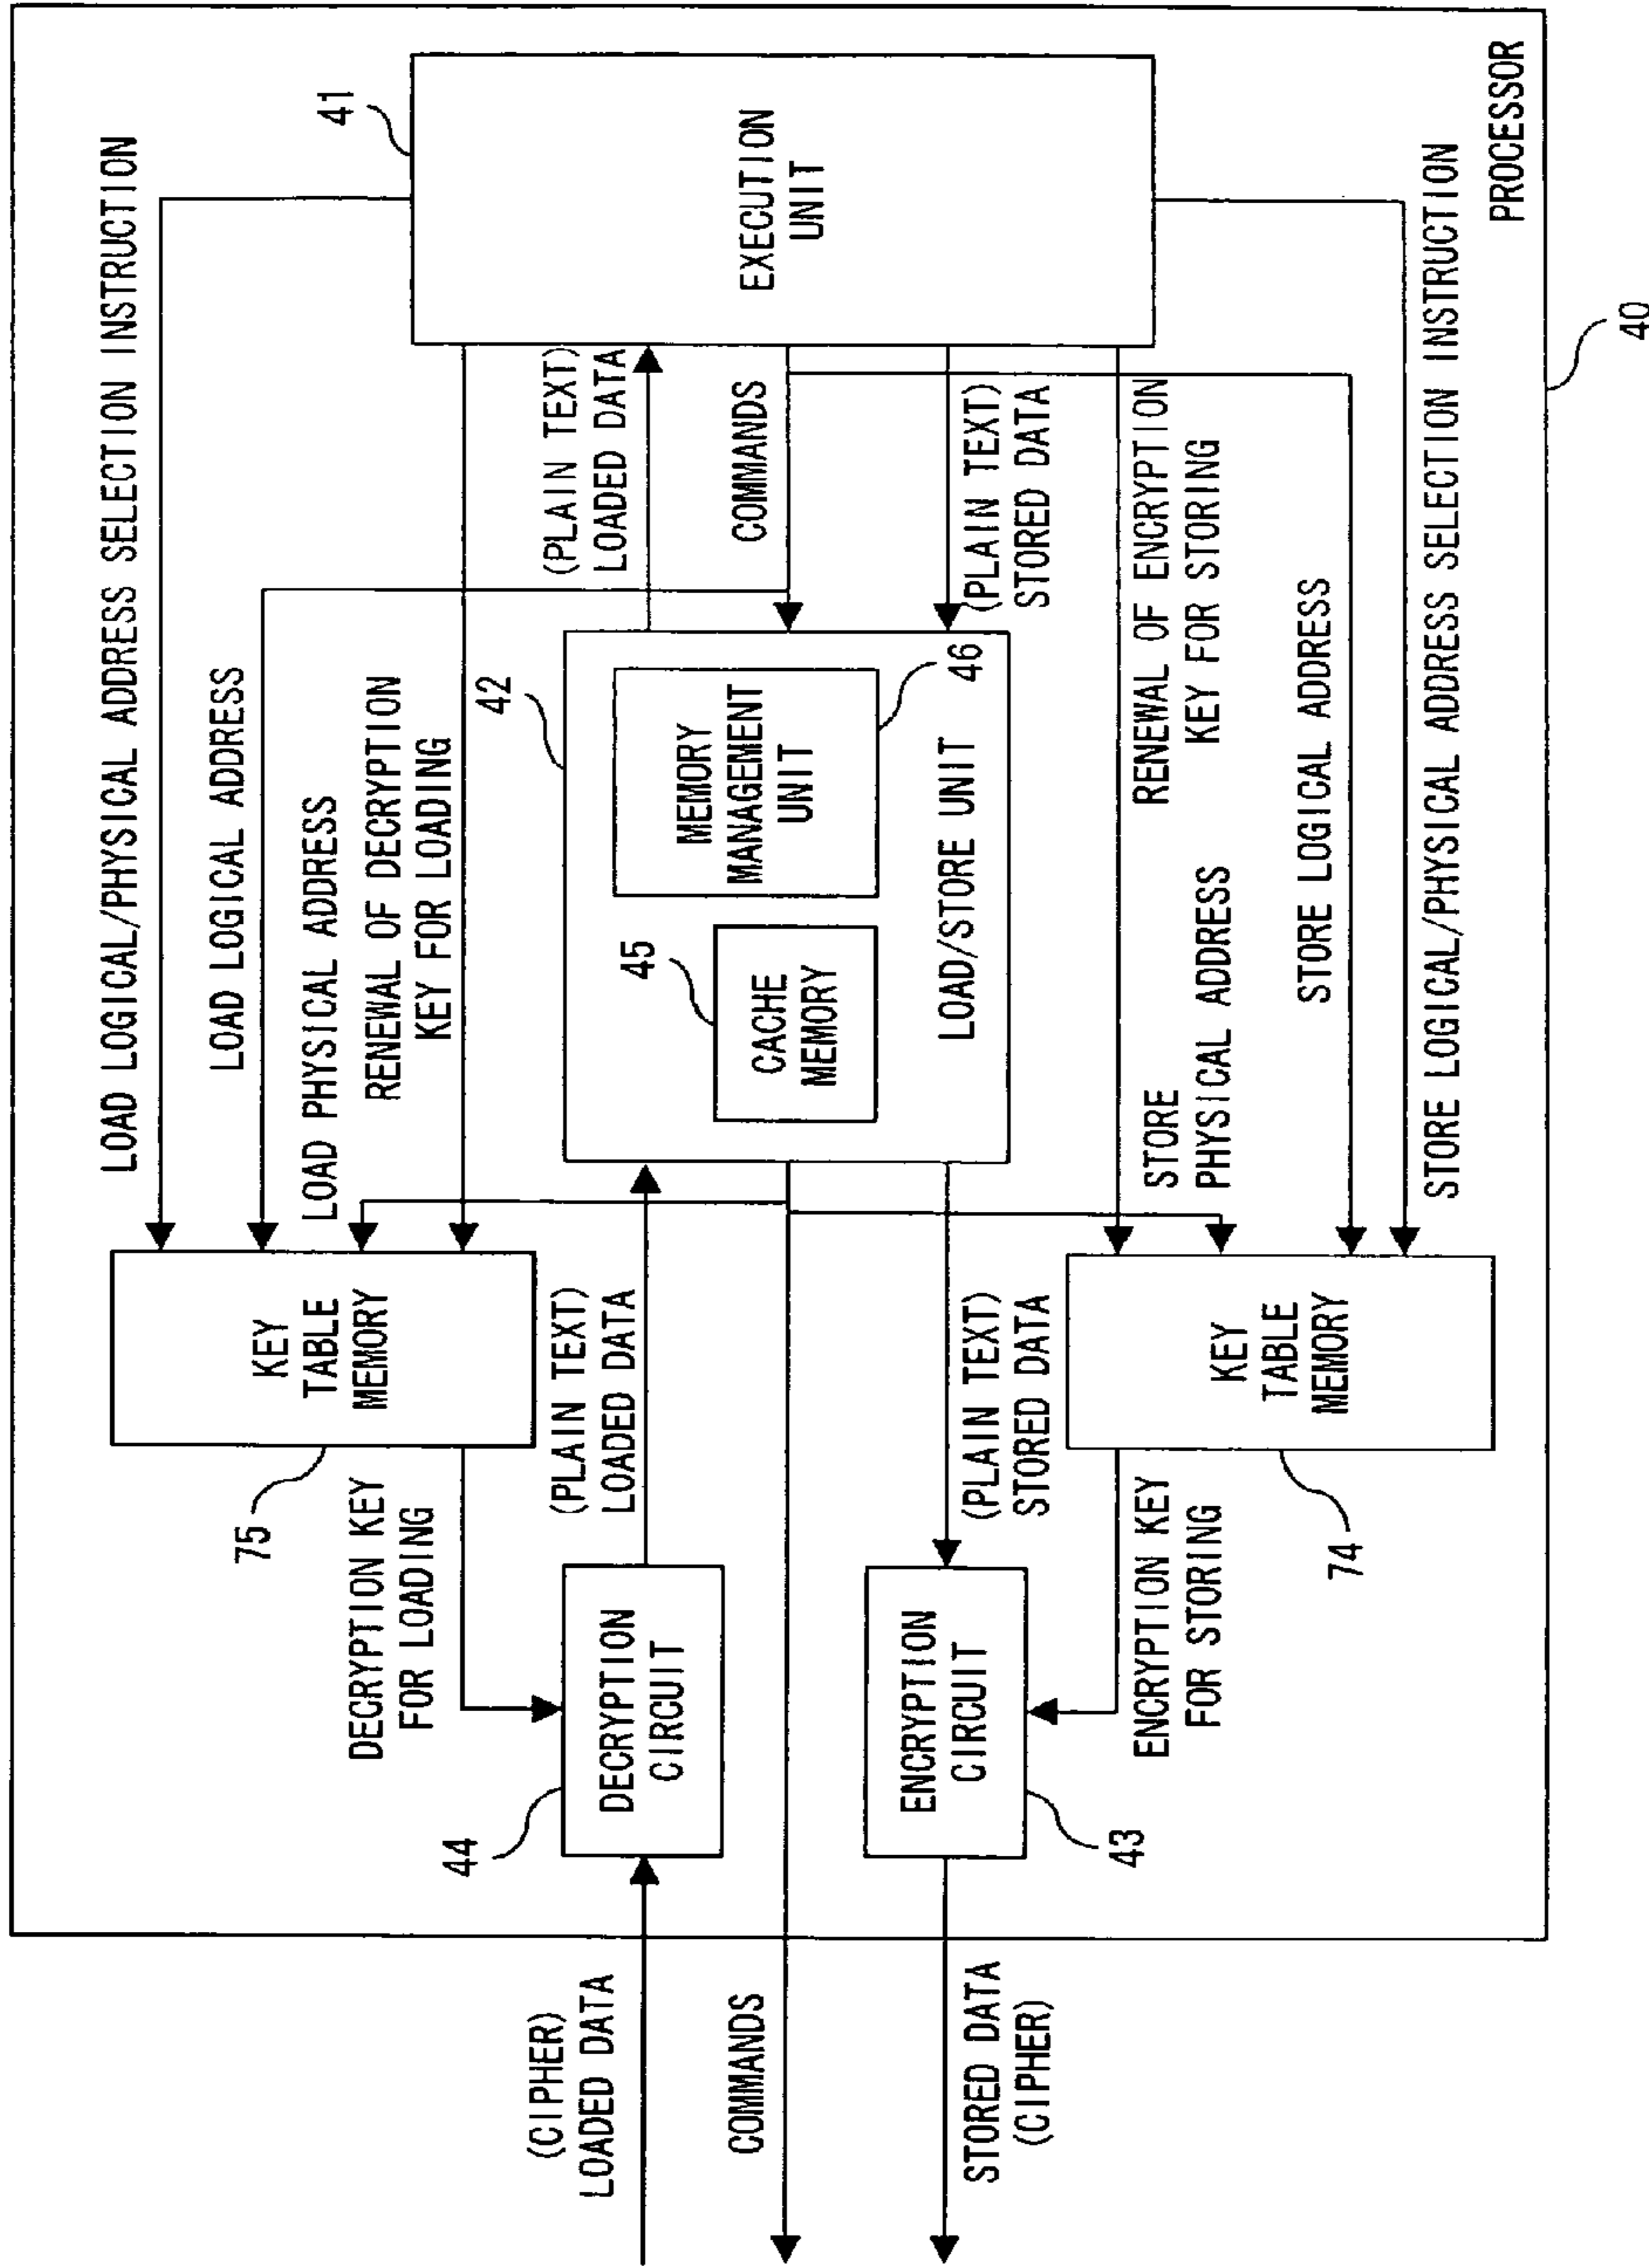 LOAD LOGICAL/PHYSICAL ADDRESS SELECTION INSTRUCTION
LOAD LOGICAL ADDRESS
LOAD PHYSICAL ADDRESS
RENEWAL OF DECRYPTION
KEY FOR LOADING
KEY
TABLE
MEMORY
75
DECRYPTION KEY
FOR LOADING
41
EXECUTION
UNIT
(PLAIN TEXT)
LOADED DATA
COMMANDS
(PLAIN TEXT)
STORED DATA
42
MEMORY
MANAGEMENT
UNIT
46
45
CACHE
MEMORY
LOAD/STORE UNIT
(PLAIN TEXT)
LOADED DATA
(PLAIN TEXT)
STORED DATA
44
DECRYPTION
CIRCUIT
ENCRYPTION
CIRCUIT
43
(CIPHER)
LOADED DATA
COMMANDS
STORED DATA
(CIPHER)
RENEWAL OF ENCRYPTION
KEY FOR STORING
STORE
PHYSICAL ADDRESS
STORE LOGICAL ADDRESS
STORE LOGICAL/PHYSICAL ADDRESS SELECTION INSTRUCTION
KEY
TABLE
MEMORY
74
ENCRYPTION KEY
FOR STORING
PROCESSOR
40